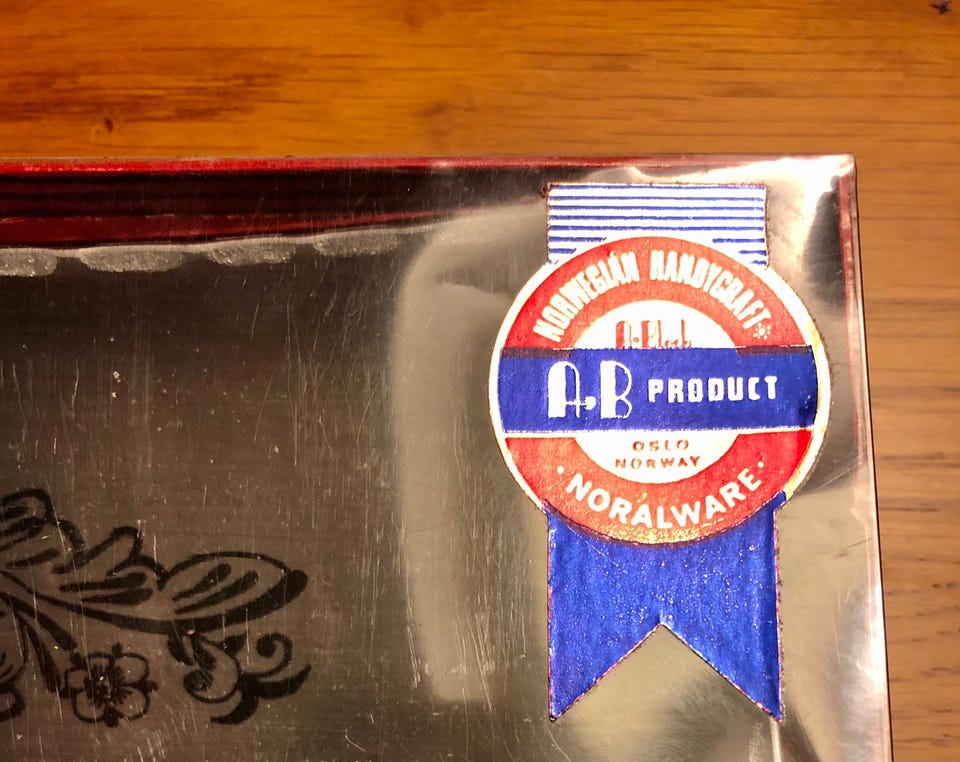 NORWEGIAN HANDYCRAFT
A,B PRODUCT
OSLO
NORWAY
· NORALWARE ·